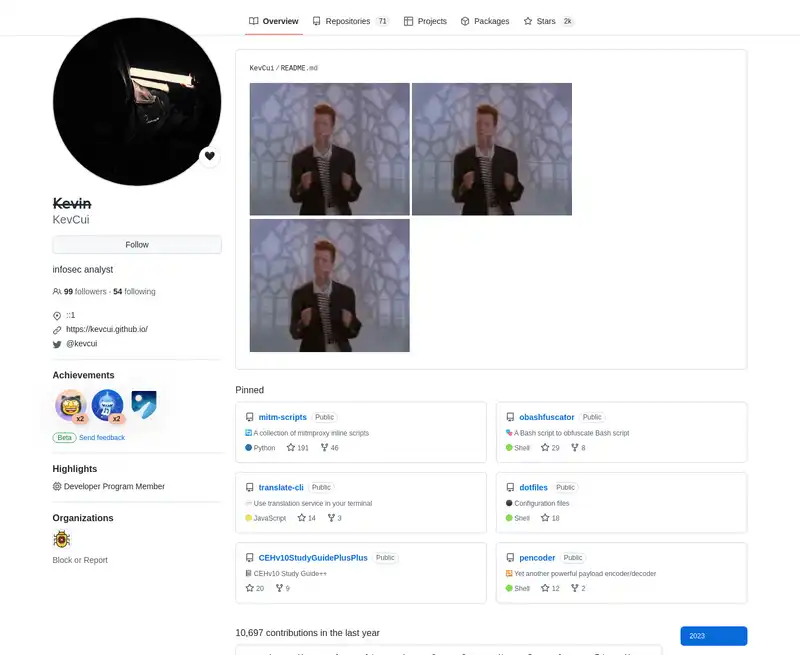 Overview
Repositories 71
Projects
Packages
Stars 2k
KevCui / README.md
Kevin
KevCui
Follow
infosec analyst
99 followers · 54 following
::1
https://kevcui.github.io/
@kevcui
Achievements
x2
x2
Beta Send feedback
Highlights
Developer Program Member
Organizations
Block or Report
Pinned
mitm-scripts Public
A collection of mitmproxy inline scripts
Python 191 46
obashfuscator Public
A Bash script to obfuscate Bash script
Shell 29 8
translate-cli Public
Use translation service in your terminal
JavaScript 14 3
dotfiles Public
Configuration files
Shell 18
CEHv10StudyGuidePlusPlus Public
CEHv10 Study Guide++
20 9
pencoder Public
Yet another powerful payload encoder/decoder
Shell 12 2
10,697 contributions in the last year
2023